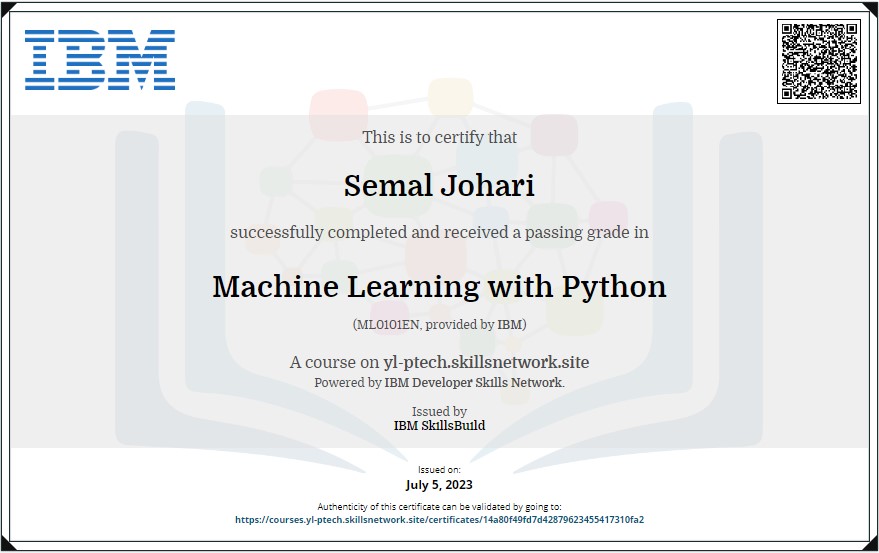 IBM
This is to certify that
Semal Johari
successfully completed and received a passing grade in
Machine Learning with Python
(ML0101EN, provided by IBM)
A course on yl-ptech.skillsnetwork.site
Powered by IBM Developer Skills Network.
Issued by
IBM SkillsBuild
Issued on:
July 5, 2023
Authenticity of this certificate can be validated by going to:
https://courses.yl-ptech.skillsnetwork.site/certificates/14a80f49fd7d42879623455417310fa2